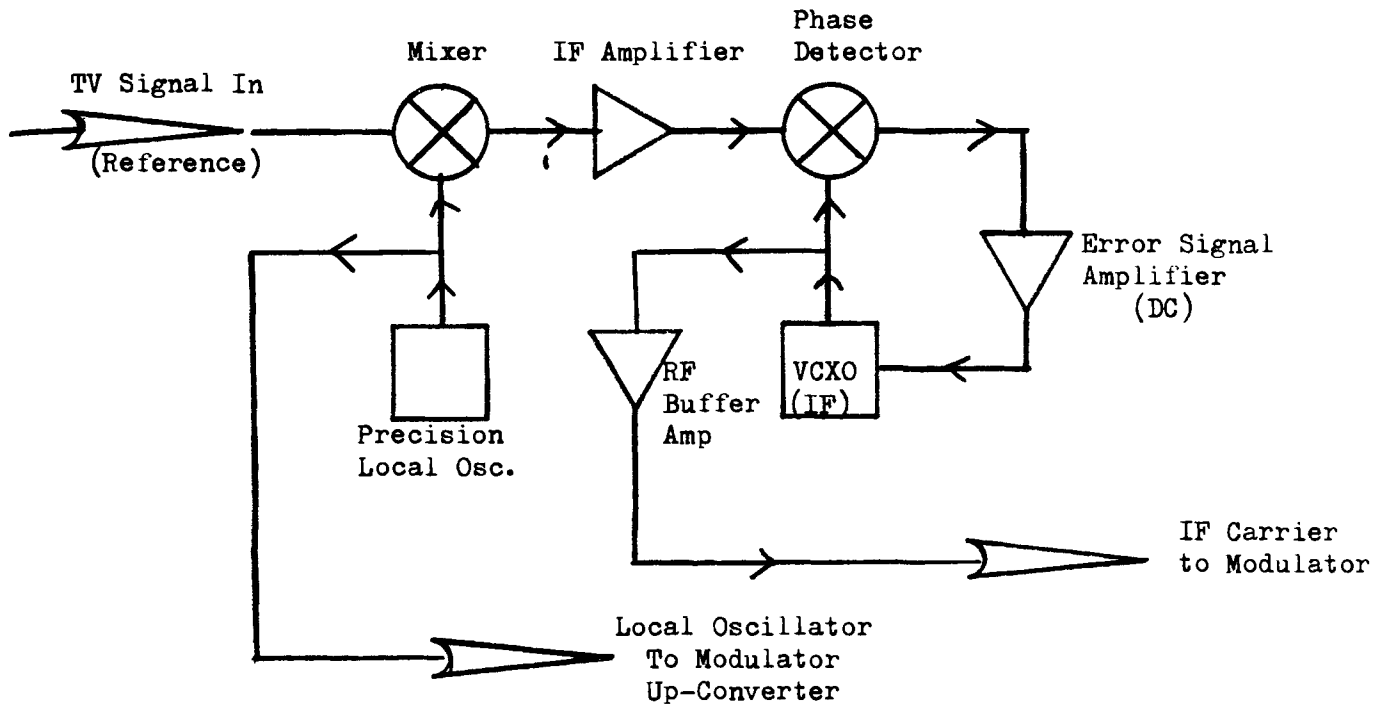 Phase
Detector
Mixer
IF Amplifier
TV Signal In
(Reference)
Error Signal
Amplifier
(DC)
VCXO
(IF)
RF
Buffer
Amp
Precision
Local Osc.
IF Carrier
to Modulator
Local Oscillator
To Modulator
Up-Converter